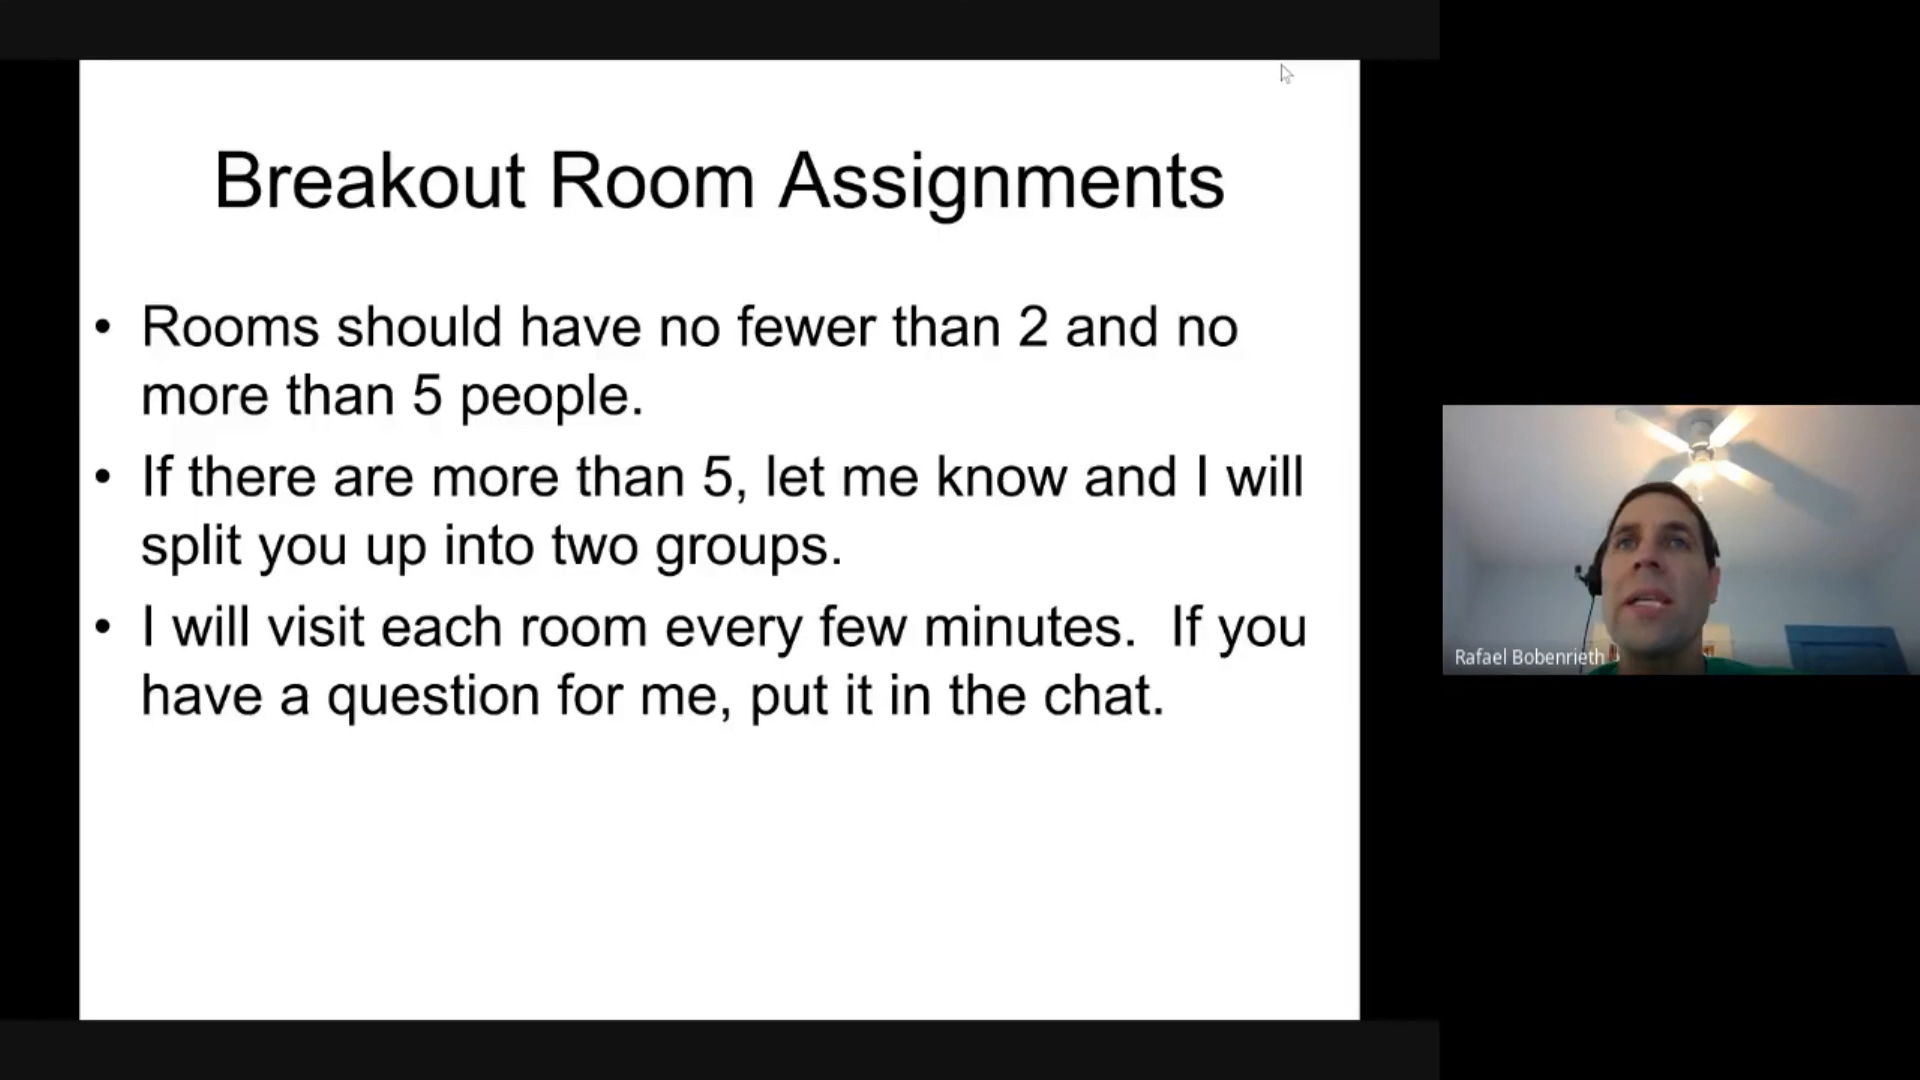 Breakout Room Assignments
• Rooms should have no fewer than 2 and no
more than 5 people.
• If there are more than 5, let me know and I will
split you up into two groups.
• I will visit each room every few minutes.  If you
have a question for me, put it in the chat.
Rafael Bobenrieth